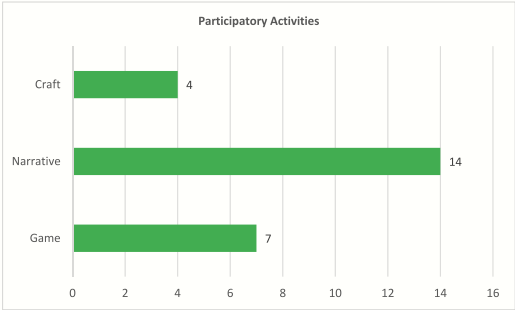 Participatory Activities
Craft 4
Narrative 14
Game 7
0 2 4 6 8 10 12 14 16